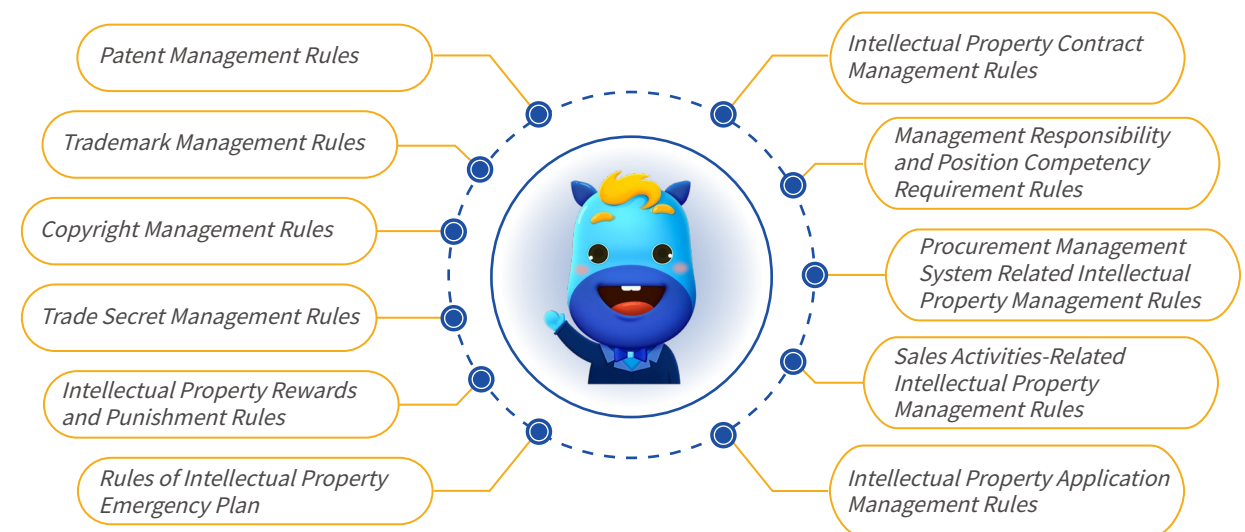 Patent Management Rules
Trademark Management Rules
Copyright Management Rules
Trade Secret Management Rules
Intellectual Property Rewards
and Punishment Rules
Rules of Intellectual Property
Emergency Plan
Intellectual Property Contract
Management Rules
Management Responsibility
and Position Competency
Requirement Rules
Procurement Management
System Related Intellectual
Property Management Rules
Sales Activities-Related
Intellectual Property
Management Rules
Intellectual Property Application
Management Rules